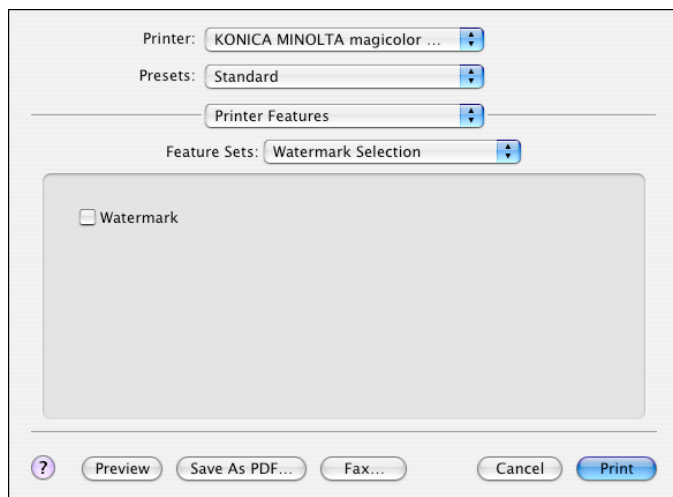 Printer: KONICA MINOLTA magicolor ...
Presets: Standard
Printer Features
Feature Sets: Watermark Selection
Watermark
? Preview Save As PDF... Fax... Cancel Print